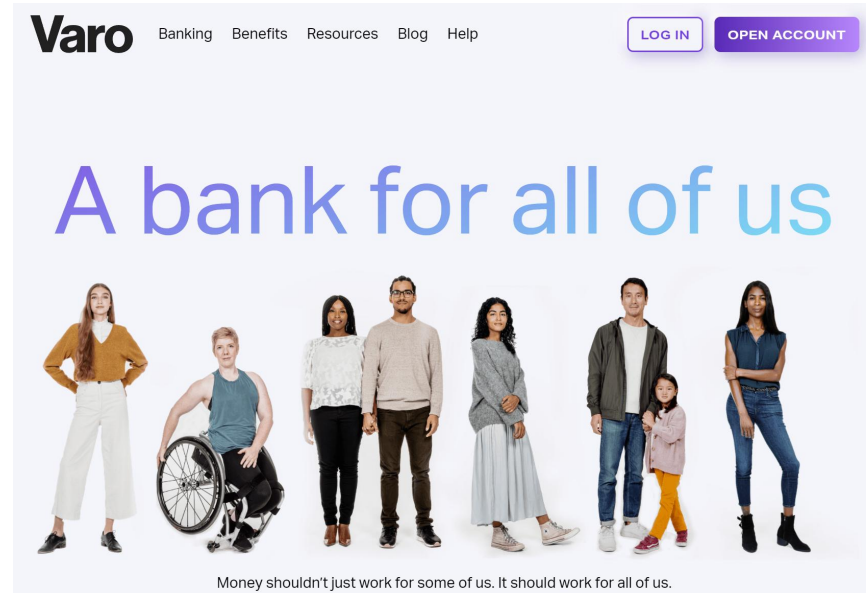 Varo Banking Benefits Resources Blog Help LOG IN OPEN ACCOUNT
A bank for all of us
Money shouldn't just work for some of us. It should work for all of us.